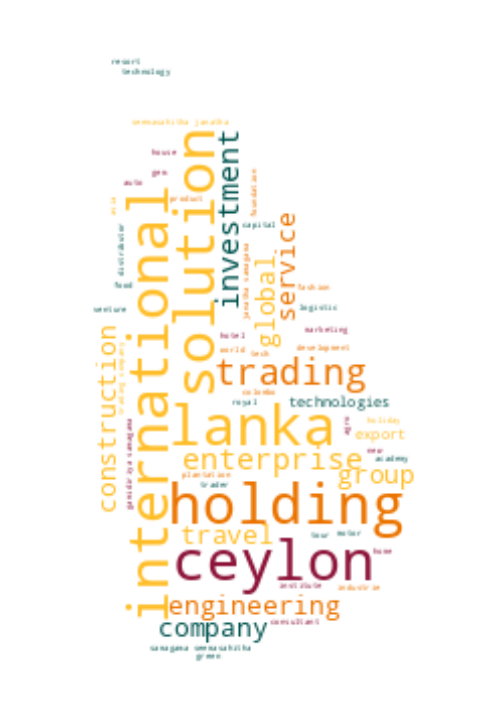 resort
technology
seemasahitha janatha
house
gem
auto
product
asia
solution
investment
foundation
international
distributor
capital
service
janatha samagama
global
food
fashion
venture
logistic
marketing
hotel
construction
trading company
world
tech
development
trading
colombo
royal
technologies
lanka
agro
holiday
export
gansirya samagama
new
academy
enterprise
group
plantation
trader
holding
travel
tour
motor
ceylon
home
institute
industrie
engineering
consultant
company
samagama seemasahitha
green